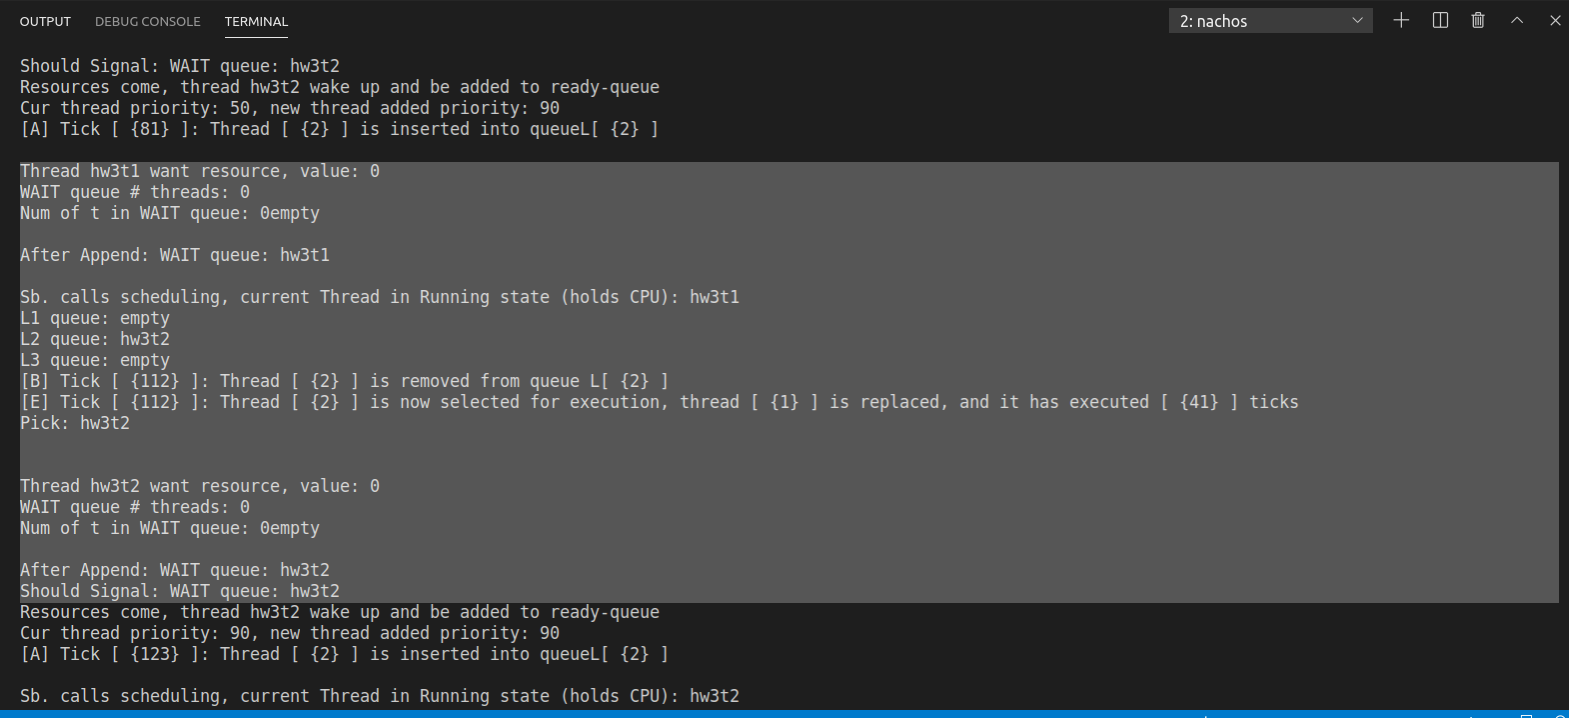 OUTPUT DEBUG CONSOLE TERMINAL 2: nachos
Should Signal: WAIT queue: hw3t2
Resources come, thread hw3t2 wake up and be added to ready-queue
Cur thread priority: 50, new thread added priority: 90
[A] Tick [ {81} ]: Thread [ {2} ] is inserted into queueL[ {2} ]
Thread hw3t1 want resource, value: 0
WAIT queue # threads: 0
Num of t in WAIT queue: 0empty
After Append: WAIT queue: hw3t1
Sb. calls scheduling, current Thread in Running state (holds CPU): hw3t1
L1 queue: empty
L2 queue: hw3t2
L3 queue: empty
[B] Tick [ {112} ]: Thread [ {2} ] is removed from queue L[ {2} ]
[E] Tick [ {112} ]: Thread [ {2} ] is now selected for execution, thread [ {1} ] is replaced, and it has executed [ {41} ] ticks
Pick: hw3t2
Thread hw3t2 want resource, value: 0
WAIT queue # threads: 0
Num of t in WAIT queue: 0empty
After Append: WAIT queue: hw3t2
Should Signal: WAIT queue: hw3t2
Resources come, thread hw3t2 wake up and be added to ready-queue
Cur thread priority: 90, new thread added priority: 90
[A] Tick [ {123} ]: Thread [ {2} ] is inserted into queueL[ {2} ]
Sb. calls scheduling, current Thread in Running state (holds CPU): hw3t2